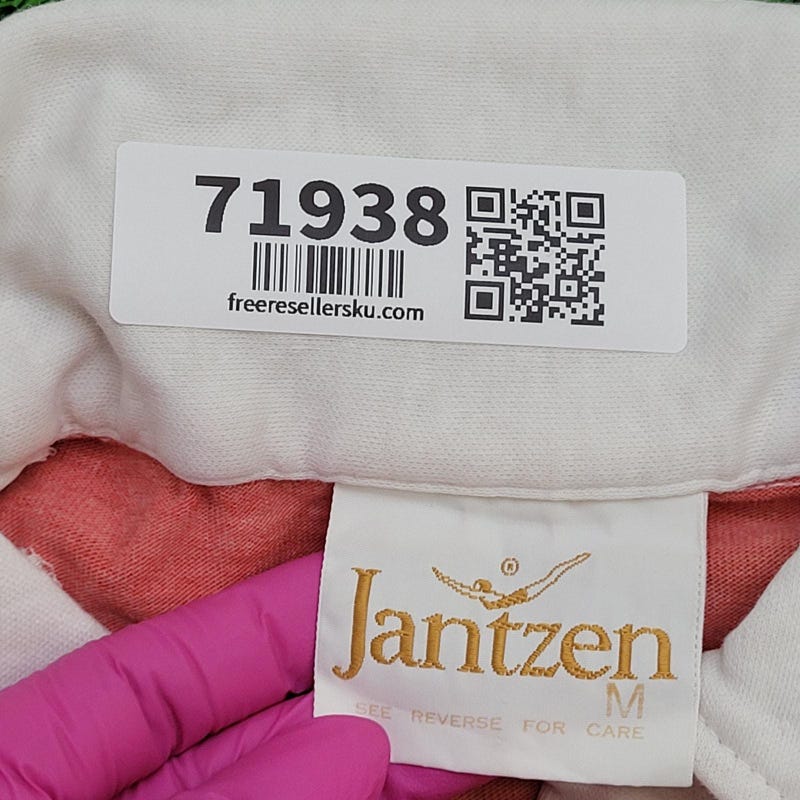 71938
freeresellersku.com
®
Jantzen
M
SEE REVERSE FOR CARE